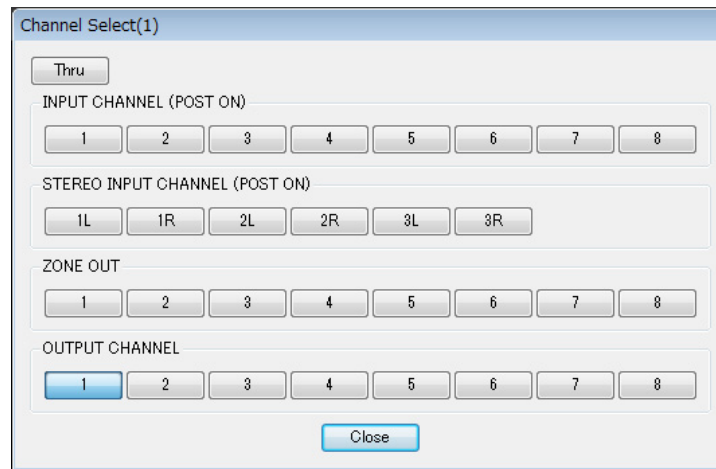 Channel Select(1)
Thru
INPUT CHANNEL (POST ON)
1 2 3 4 5 6 7 8
STEREO INPUT CHANNEL (POST ON)
1L 1R 2L 2R 3L 3R
ZONE OUT
1 2 3 4 5 6 7 8
OUTPUT CHANNEL
1 2 3 4 5 6 7 8
Close